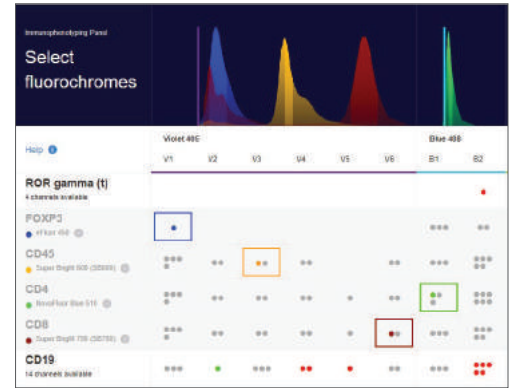 Immunophenotyping Panel
Select
fluorochromes
Help
Violet 405
Blue 488
V1 V2 V3 V4 V5 V6 B1 B2
ROR gamma (t)
4 channels available
FOXP3
eFluor 450
CD45
Super Bright 600 (SB600)
CD4
NovaFluor Blue 510
CD8
Super Bright 780 (SB780)
CD19
14 channels available